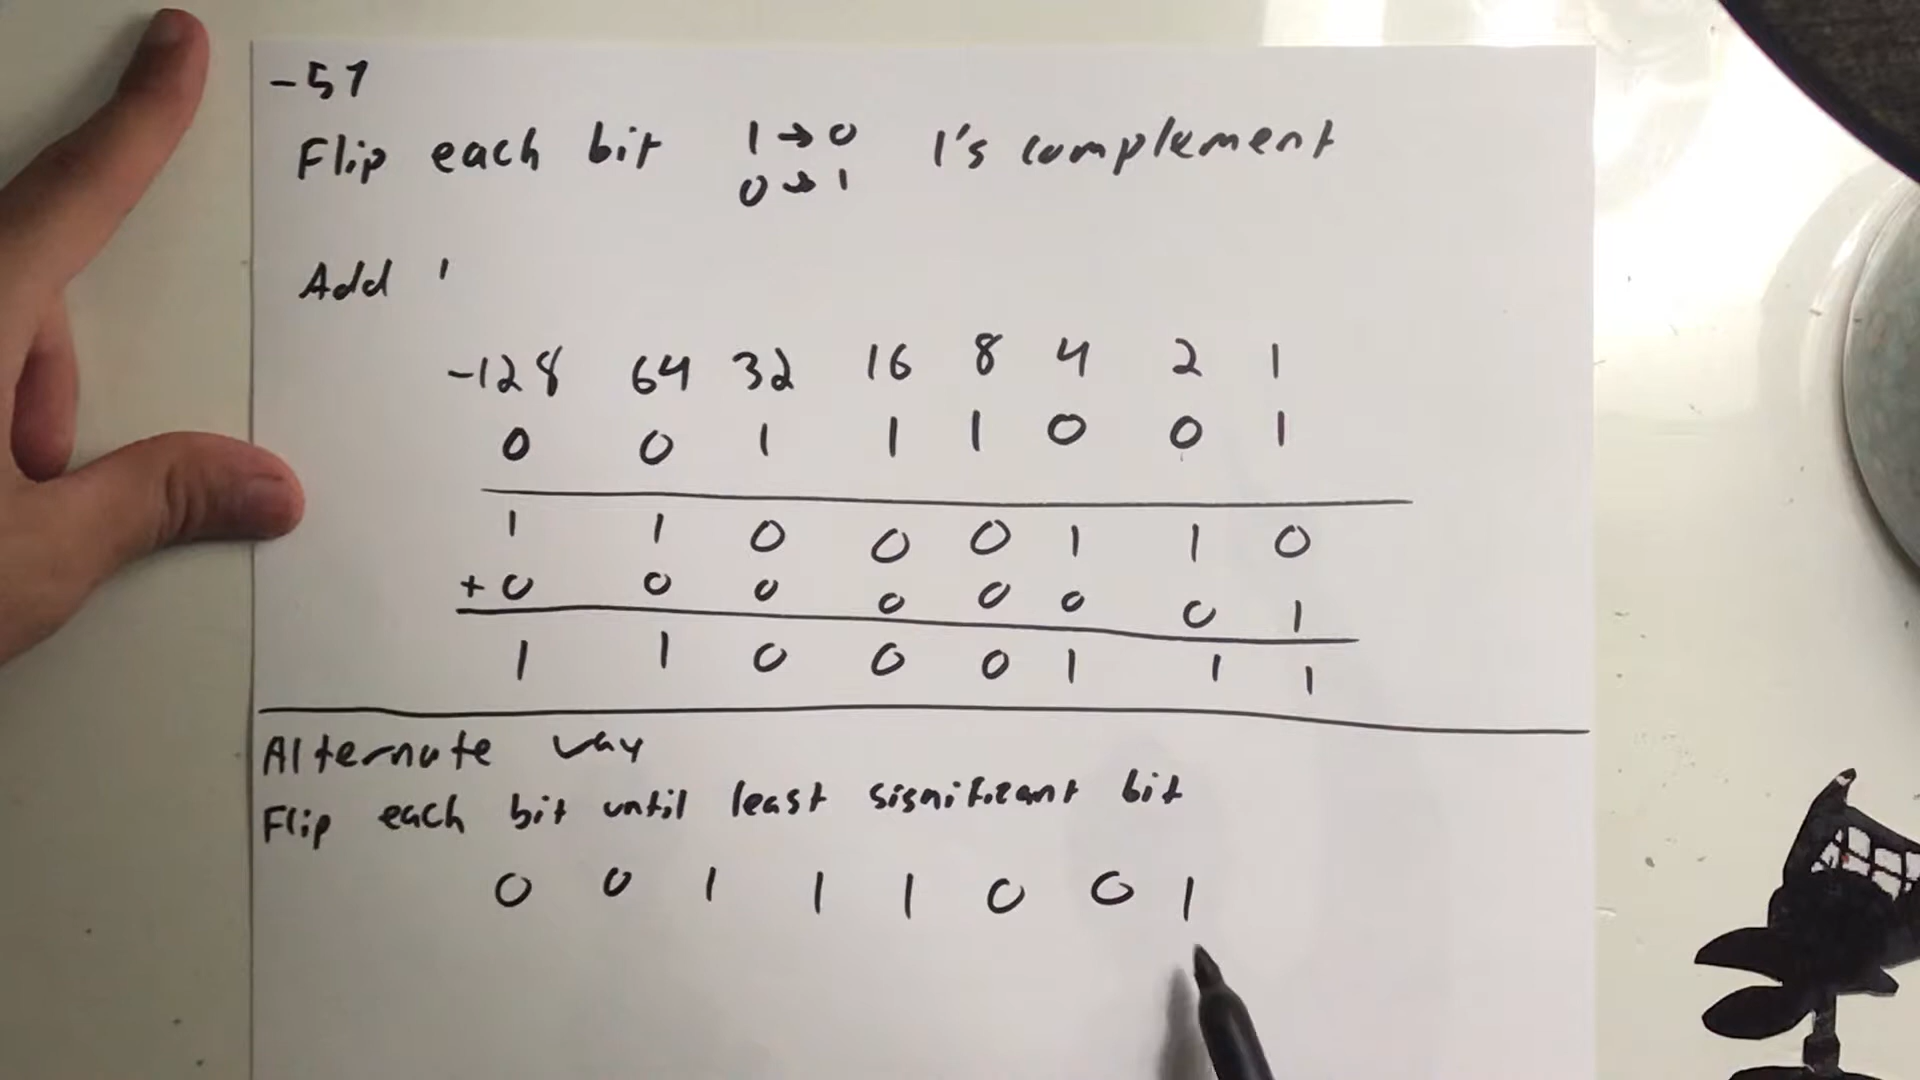 -57
Flip each bit 1→0 1's complement
0→1
Add 1
-128 64 32 16 8 4 2 1
0 0 1 1 1 0 0 1
1 1 0 0 0 1 1 0
+0 0 0 0 0 0 0 1
1 1 0 0 0 1 1 1
Alternate way
Flip each bit until least significant bit
0 0 1 1 1 0 0 1